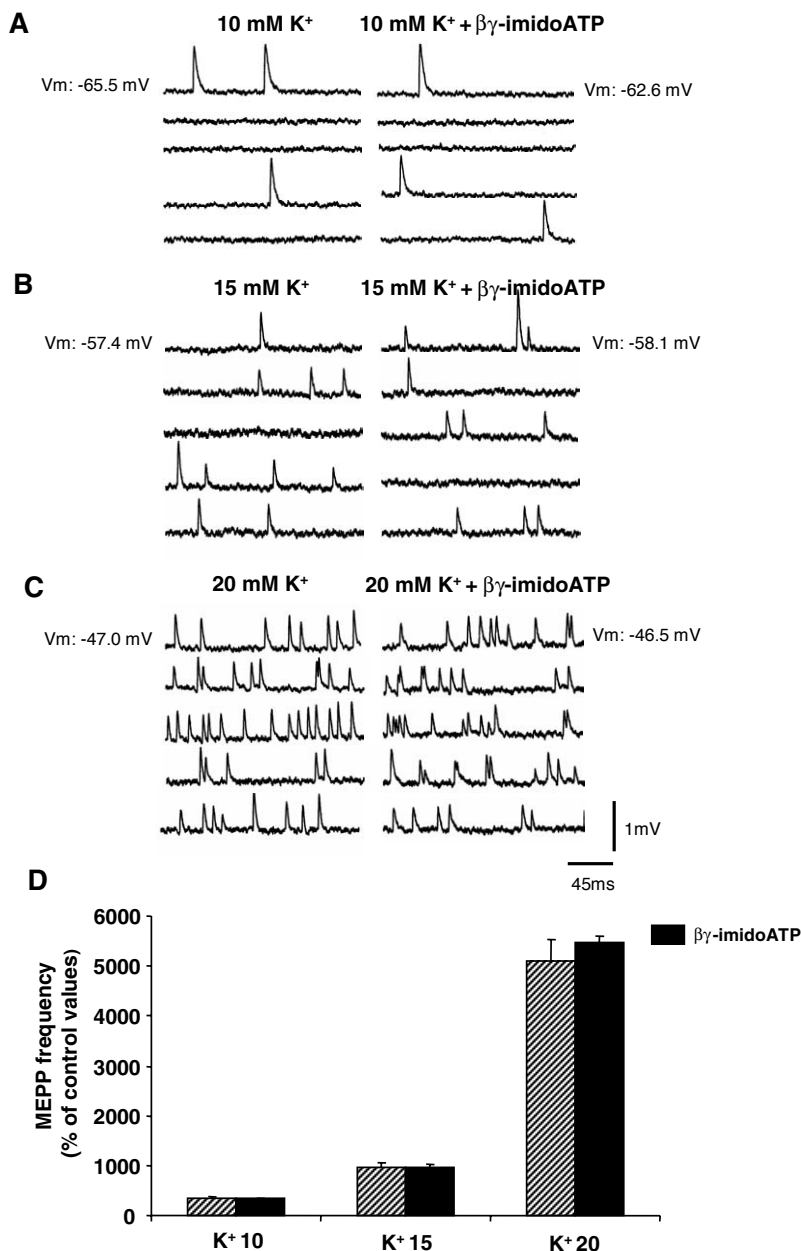 A
10 mM K⁺ 10 mM K⁺ + βγ-imidoATP
Vm: -65.5 mV
Vm: -62.6 mV
B
15 mM K⁺ 15 mM K⁺ + βγ-imidoATP
Vm: -57.4 mV
Vm: -58.1 mV
C
20 mM K⁺ 20 mM K⁺ + βγ-imidoATP
Vm: -47.0 mV
Vm: -46.5 mV
1mV
45ms
D
MEPP frequency
(% of control values)
6000
5000
4000
3000
2000
1000
0
K⁺ 10
K⁺ 15
K⁺ 20
βγ-imidoATP